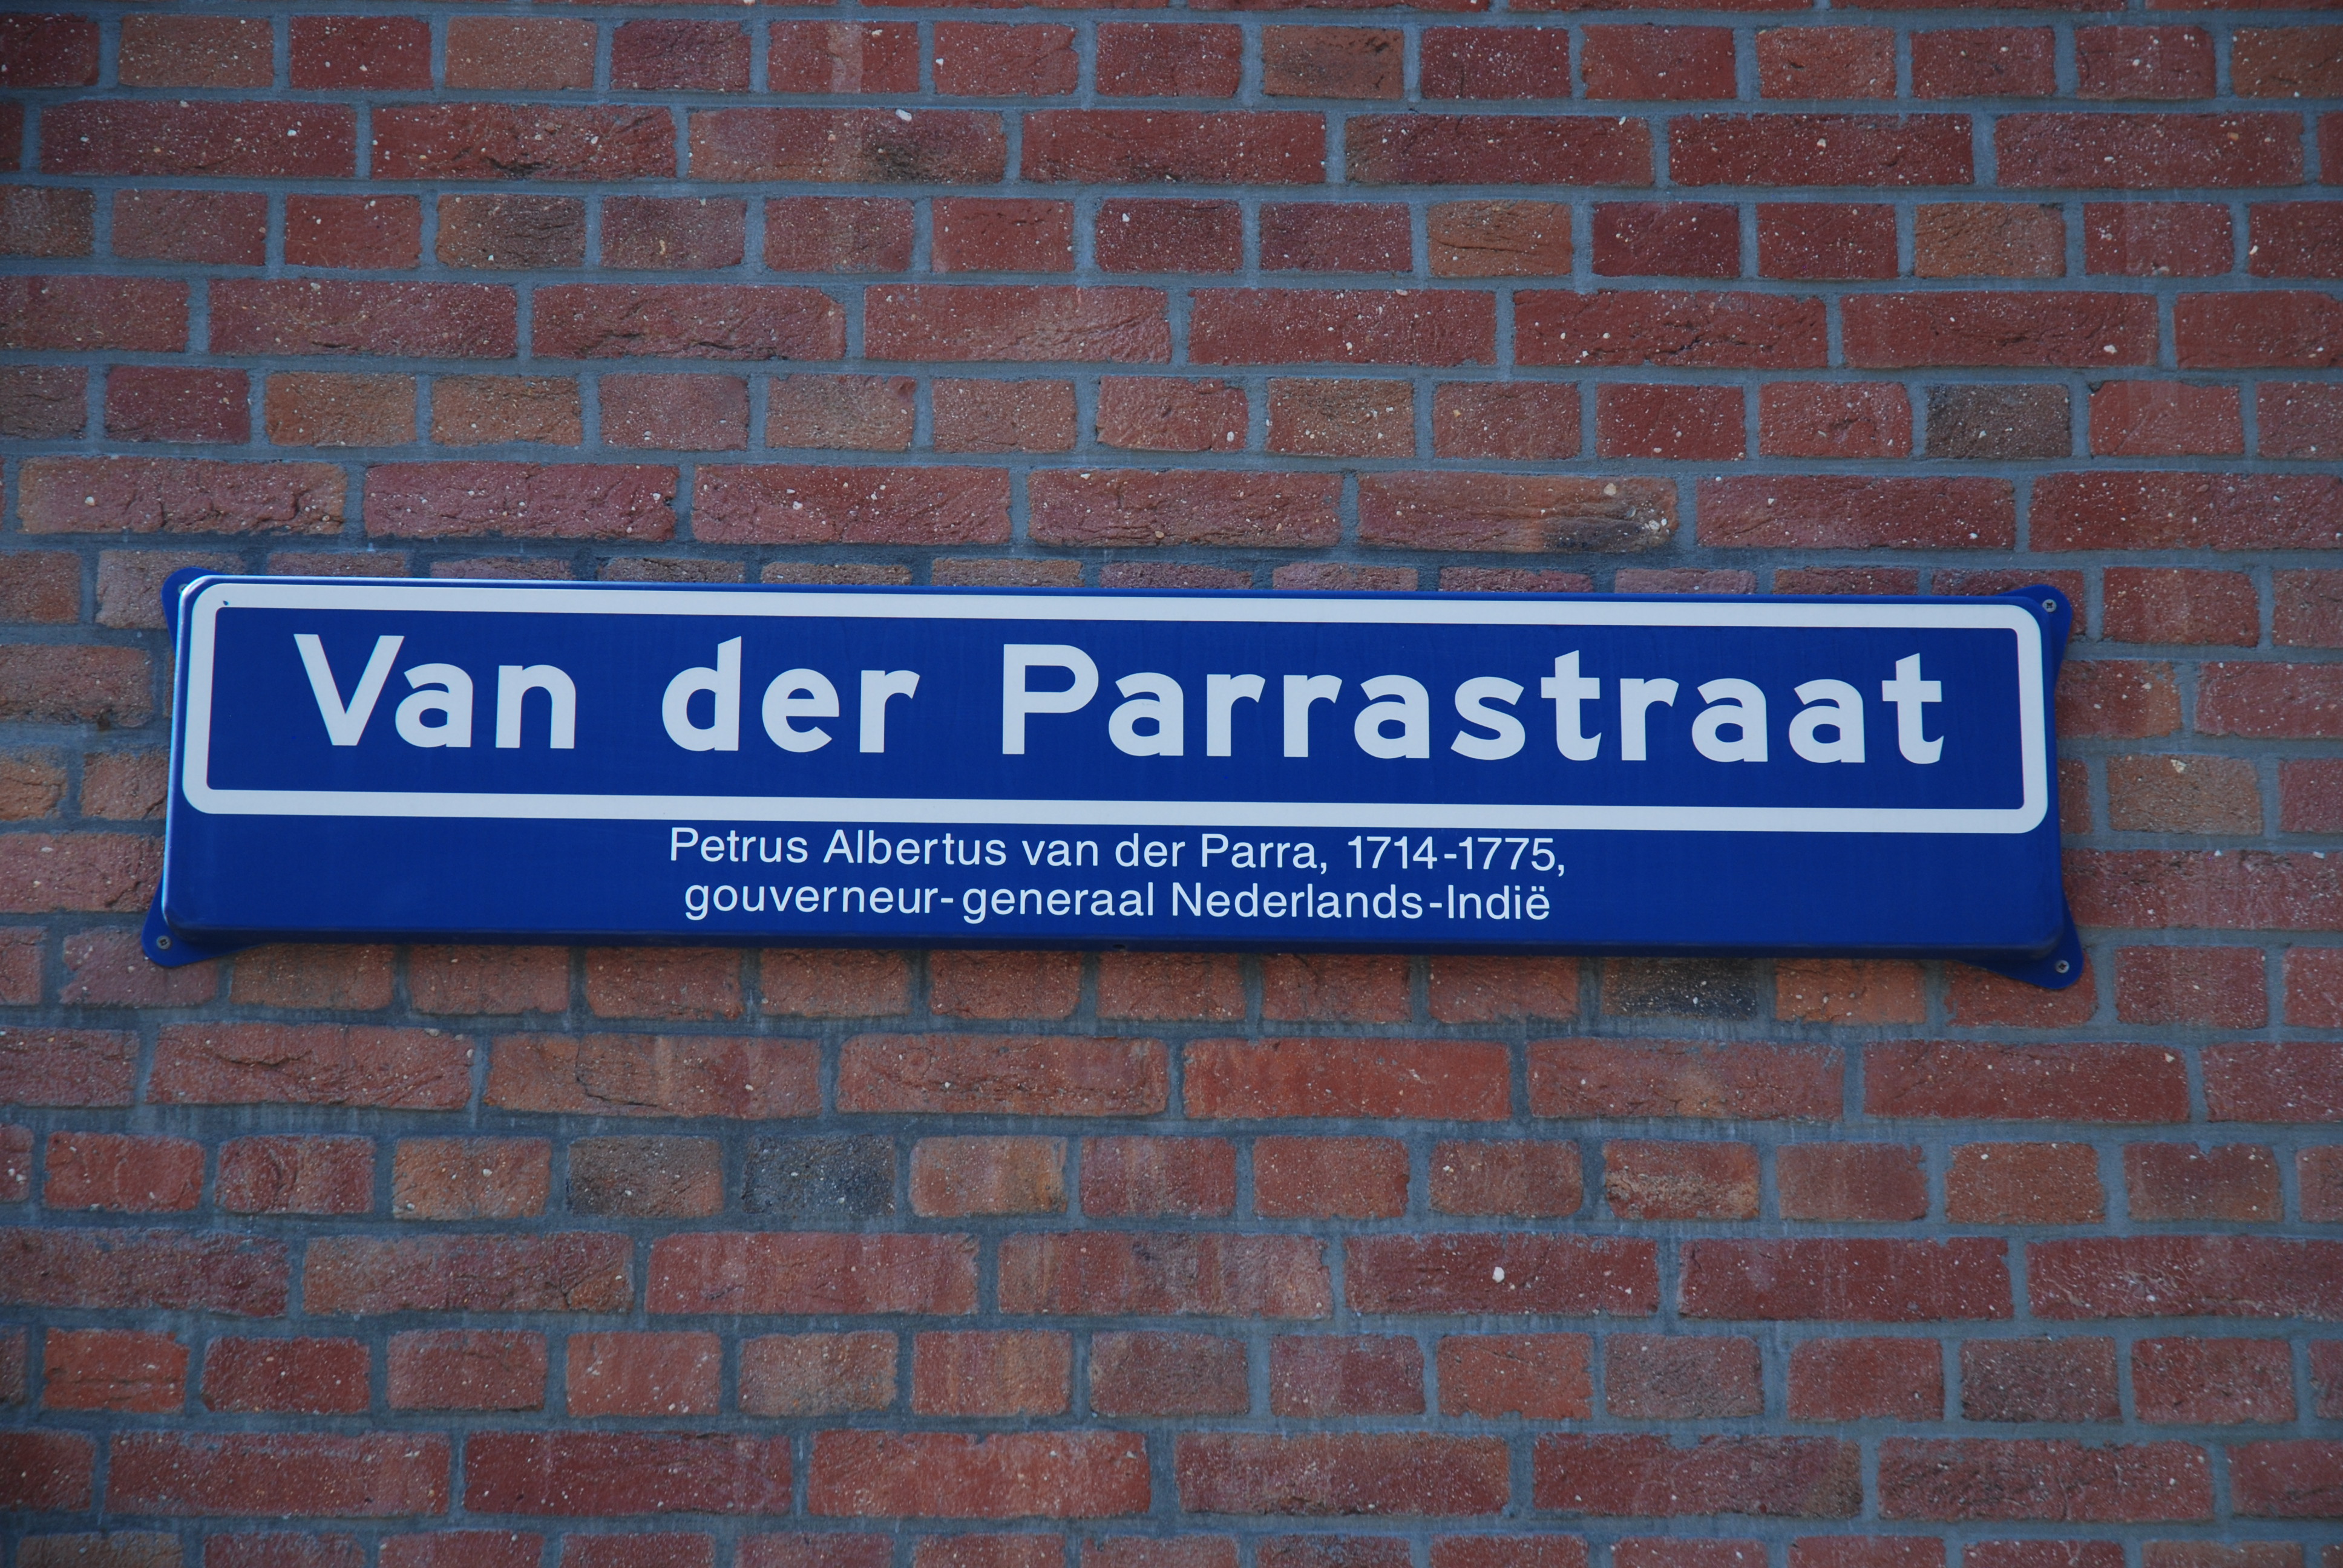 Van der Parrastraat
Petrus Albertus van der Parra, 1714-1775,
gouverneur-generaal Nederlands-Indië